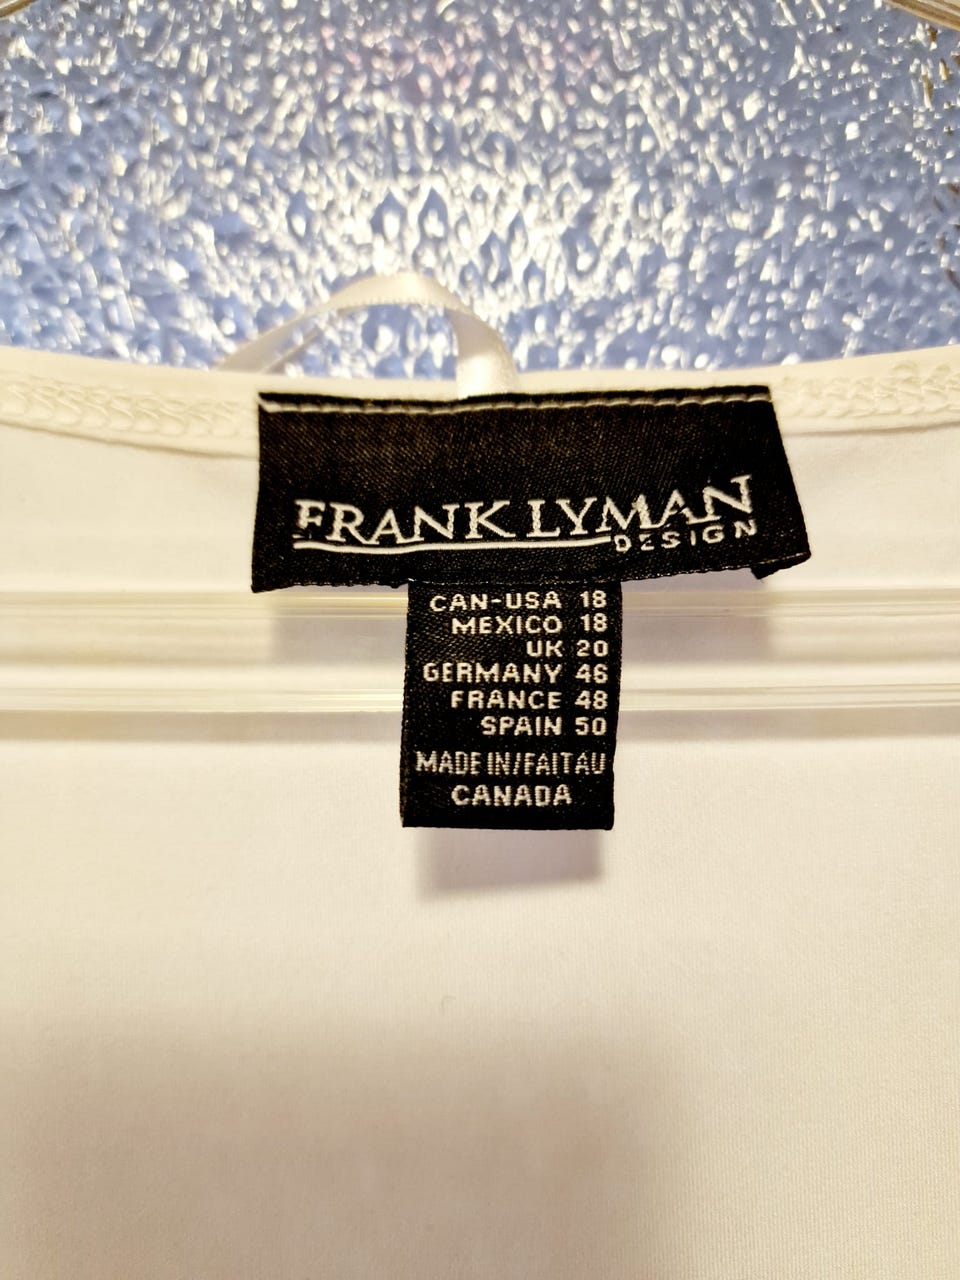 FRANK LYMAN
DESIGN
CAN-USA 18
MEXICO 18
UK 20
GERMANY 46
FRANCE 48
SPAIN 50
MADE IN/FAIT AU
CANADA